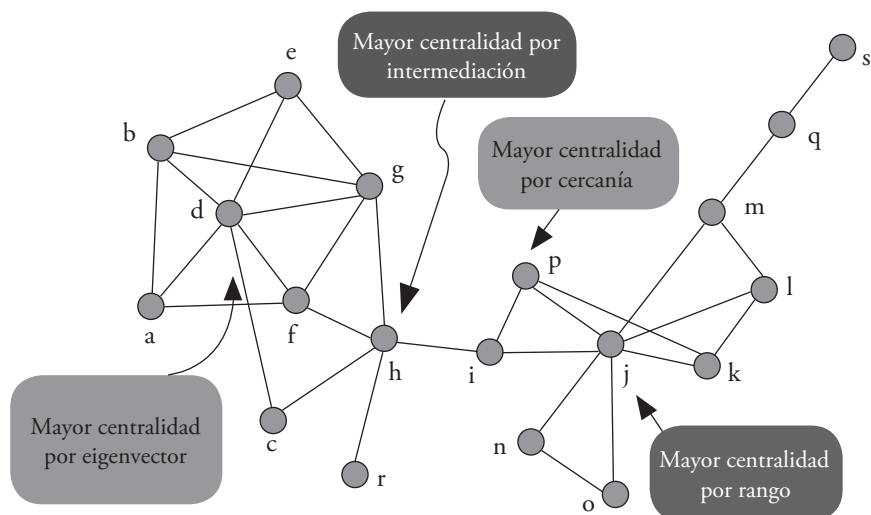 Mayor centralidad por
intermediación
Mayor centralidad
por cercanía
Mayor centralidad
por eigenvector
Mayor centralidad
por rango
e
b
g
d
a
f
h
c
r
i
p
j
k
l
m
q
s
n
o